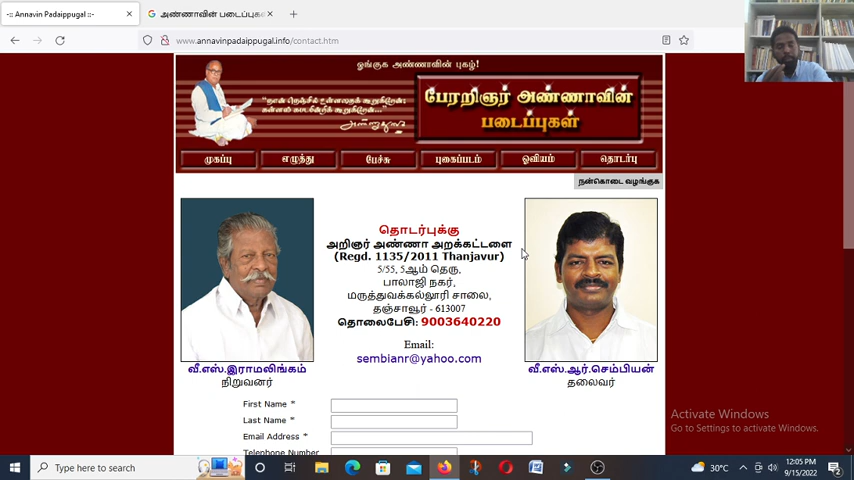 -:: Annavin Padaippugal ::-
அண்ணாவின் படைப்புகள்
www.annavinpadaippugal.info/contact.htm
ஓங்குக அண்ணாவின் புகழ்!
பேரறிஞர் அண்ணாவின்
படைப்புகள்
முகப்பு
எழுத்து
பேச்சு
புகைப்படம்
ஓவியம்
தொடர்பு
நன்கொடை வழங்குக
தொடர்புக்கு
அறிஞர் அண்ணா அறக்கட்டளை
(Regd. 1135/2011 Thanjavur)
5/55, 5ஆம் தெரு,
பாலாஜி நகர்,
மருத்துவக்கல்லூரி சாலை,
தஞ்சாவூர் - 613007
தொலைபேசி: 9003640220
Email:
sembianr@yahoo.com
வீ.எஸ்.இராமலிங்கம்
நிறுவனர்
வீ.எஸ்.ஆர்.செம்பியன்
தலைவர்
First Name *
Last Name *
Email Address *
Telephone Number
Activate Windows
Go to Settings to activate Windows.
Type here to search
30°C
12:05 PM
9/15/2022